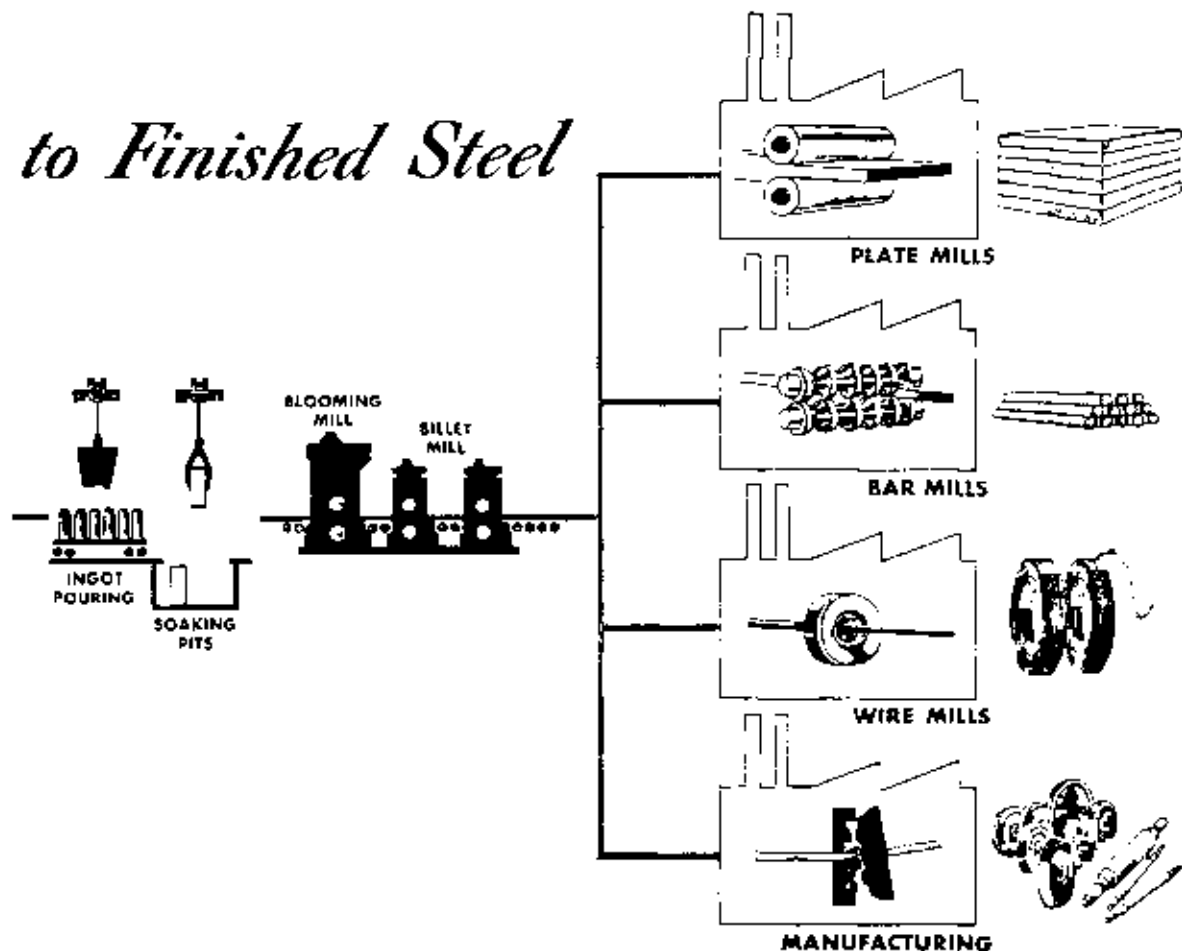 to Finished Steel
PLATE MILLS
BLOOMING
MILL
BILLET
MILL
BAR MILLS
INGOT
POURING
SOAKING
PITS
WIRE MILLS
MANUFACTURING